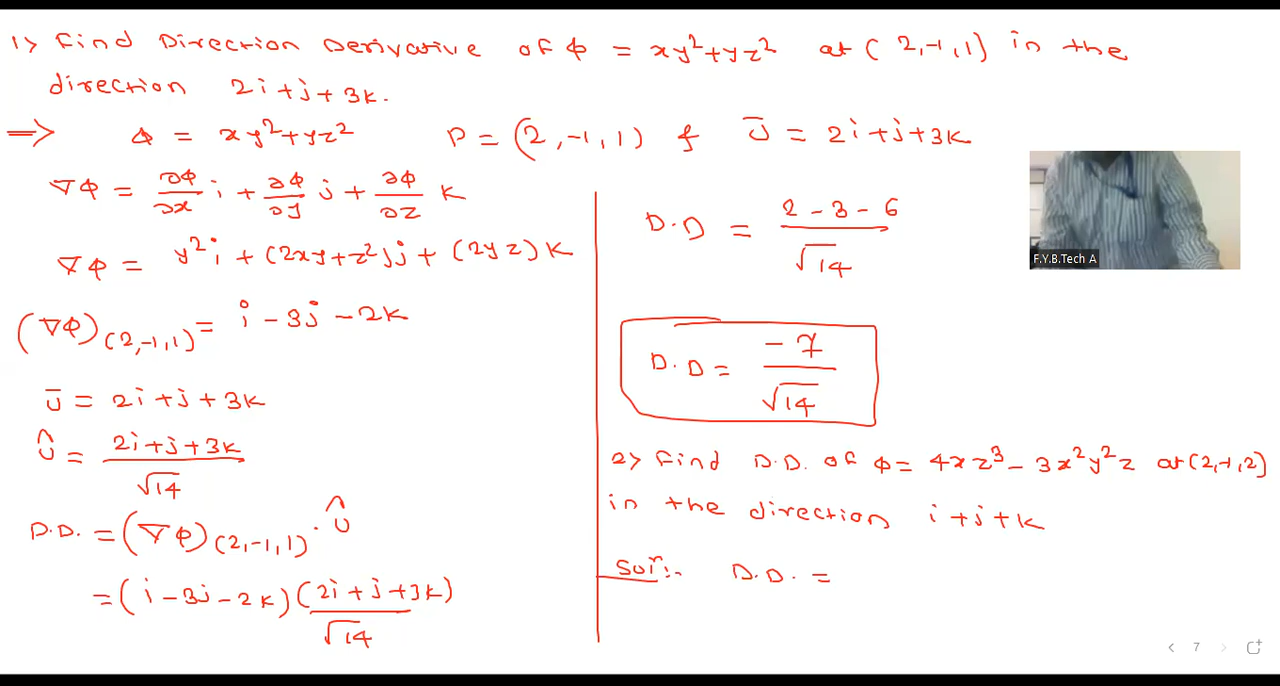 1) Find Direction Derivative of φ = xy²+yz² at (2,-1,1) in the
direction 2i+j+3k.
⇒ φ = xy²+yz² P = (2,-1,1) & ū = 2i+j+3k
∇φ = ∂φ/∂x i + ∂φ/∂y j + ∂φ/∂z k
∇φ = y²i + (2xy+z²)j + (2yz)k
(∇φ)(2,-1,1) = i - 3j - 2k
ū = 2i+j+3k
û = 2i+j+3k/√14
D.D. = (∇φ)(2,-1,1) · û
= (i-3j-2k) (2i+j+3k)/√14
D.D = 2-3-6/√14
D.D = -7/√14
2) Find D.D. of φ = 4xz³ - 3x²y²z at (2,-1,2)
in the direction i+j+k
Solⁿ:- D.D. =
F.Y.B.Tech A
< 7 >